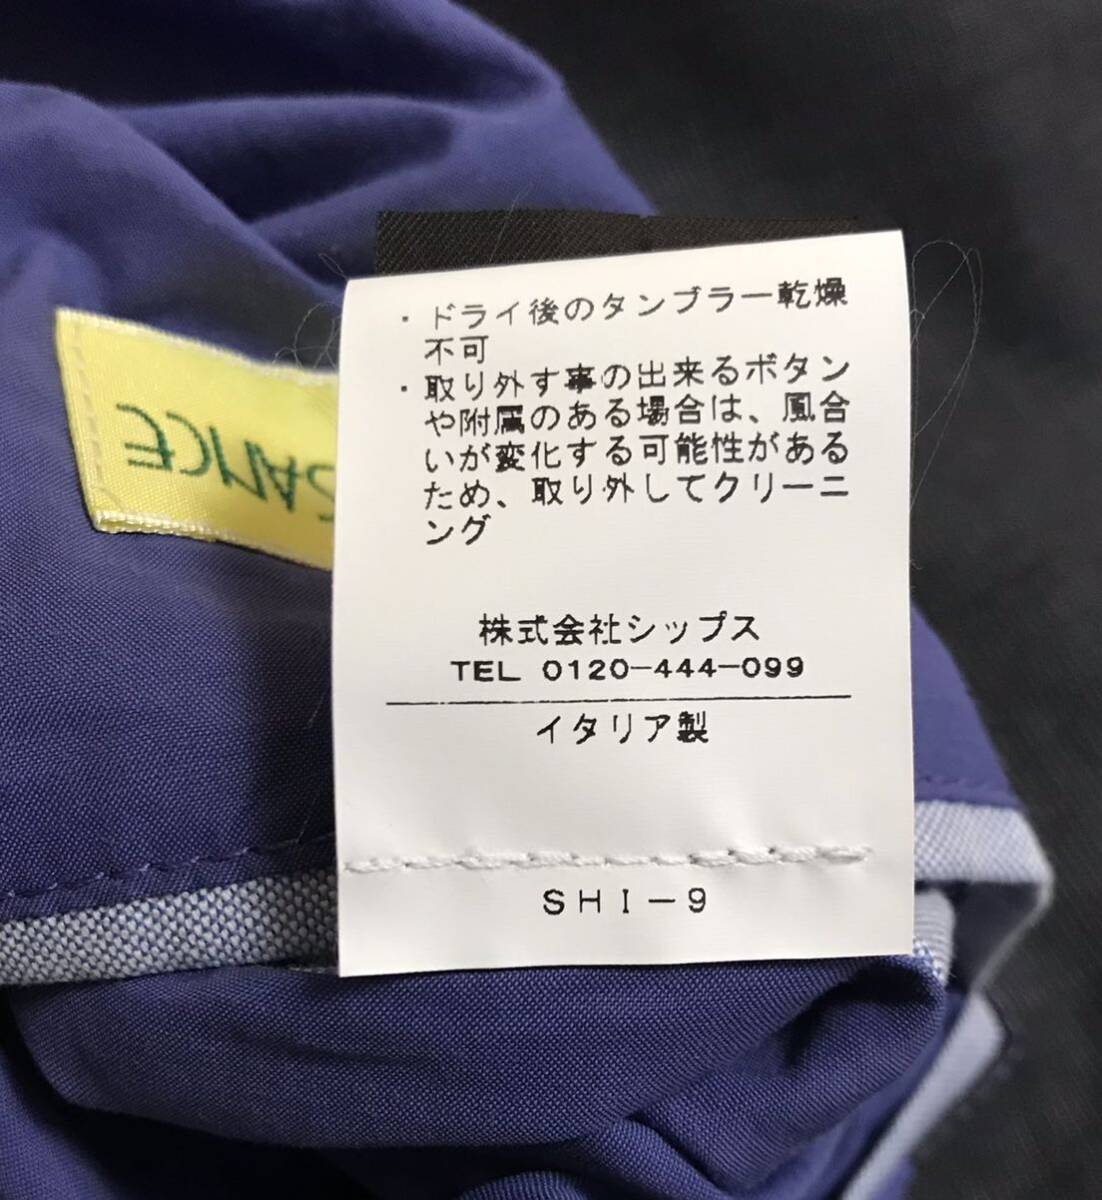 ・ドライ後のタンブラー乾燥
不可
・取り外す事の出来るボタン
や附属のある場合は、風合
いが変化する可能性がある
ため、取り外してクリーニ
ング
株式会社シップス
TEL 0120-444-099
イタリア製
SHI-9